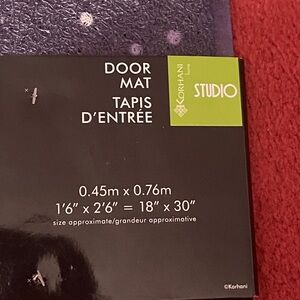 DOOR
MAT
TAPIS
D'ENTRÉE
KORHANI
STUDIO
0.45m x 0.76m
1'6" x 2'6" = 18" x 30"
size approximate/grandeur approximative
©Korhani